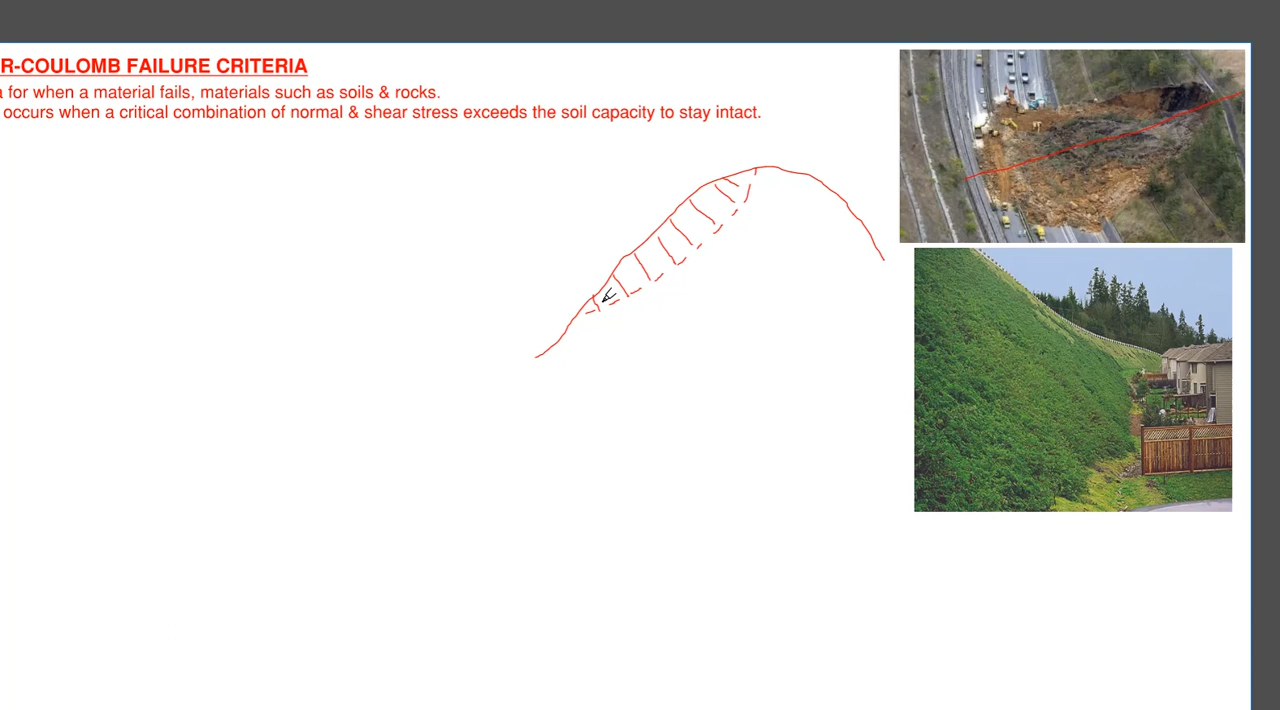 R-COULOMB FAILURE CRITERIA
for when a material fails, materials such as soils & rocks.
occurs when a critical combination of normal & shear stress exceeds the soil capacity to stay intact.